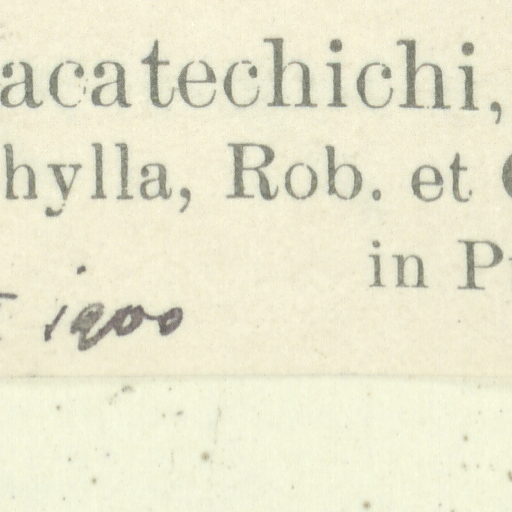 acatechichi,
hylla, Rob. et
in
1900